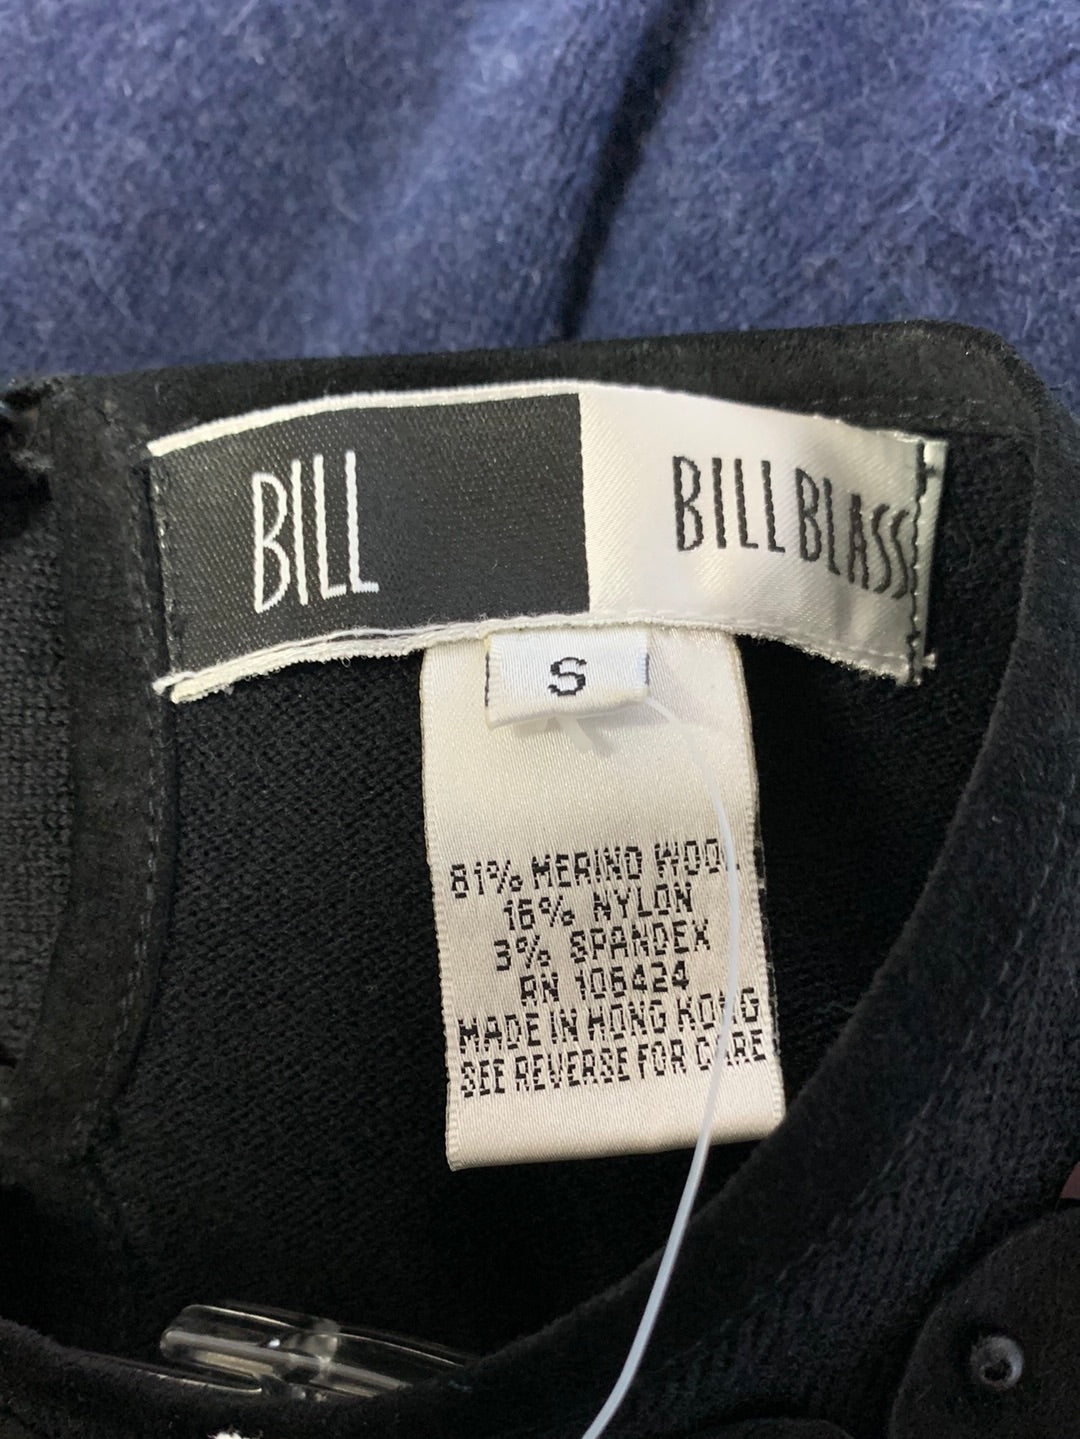 BILL BILL BLASS
S
81% MERINO WOOL
16% NYLON
3% SPANDEX
RN 106424
MADE IN HONG KONG
SEE REVERSE FOR CARE